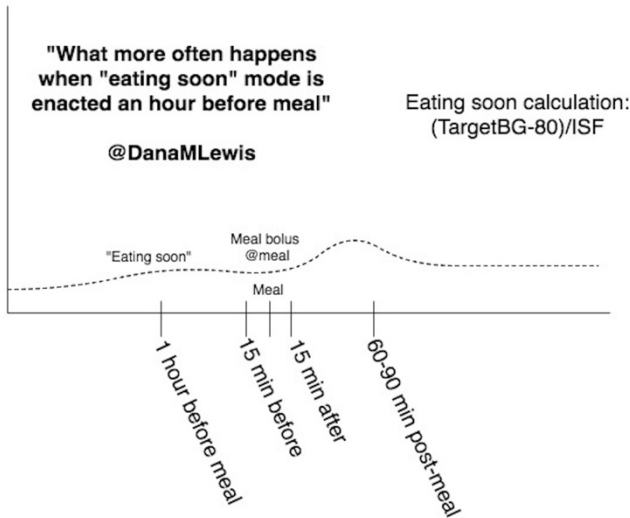 "What more often happens
when "eating soon" mode is
enacted an hour before meal"
@DanaMLewis
Eating soon calculation:
(TargetBG-80)/ISF
"Eating soon"
Meal bolus
@meal
Meal
1 hour before meal
15 min before
15 min after
60-90 min post-meal